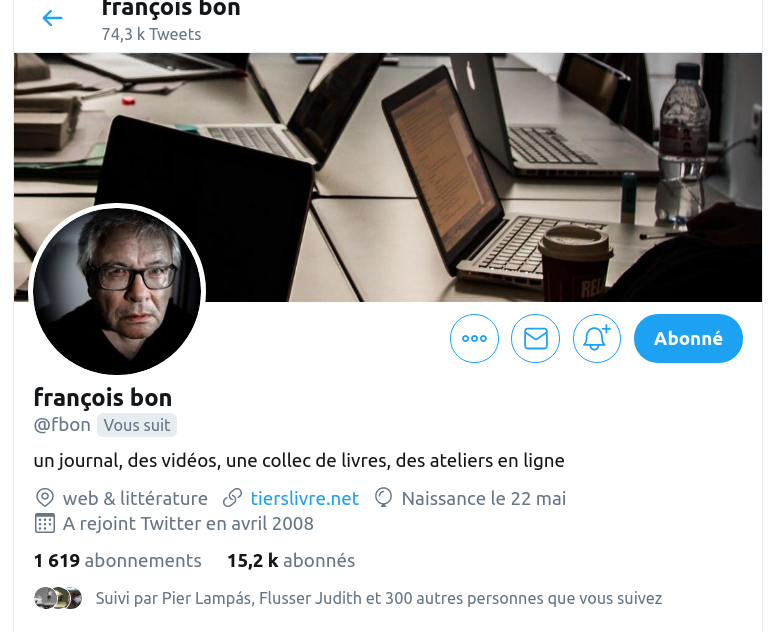 françois bon
74,3 k Tweets
REL
Abonné
françois bon
@fbon Vous suit
un journal, des vidéos, une collec de livres, des ateliers en ligne
web & littérature tierslivre.net Naissance le 22 mai
A rejoint Twitter en avril 2008
1 619 abonnements 15,2 k abonnés
Suivi par Pier Lampás, Flusser Judith et 300 autres personnes que vous suivez